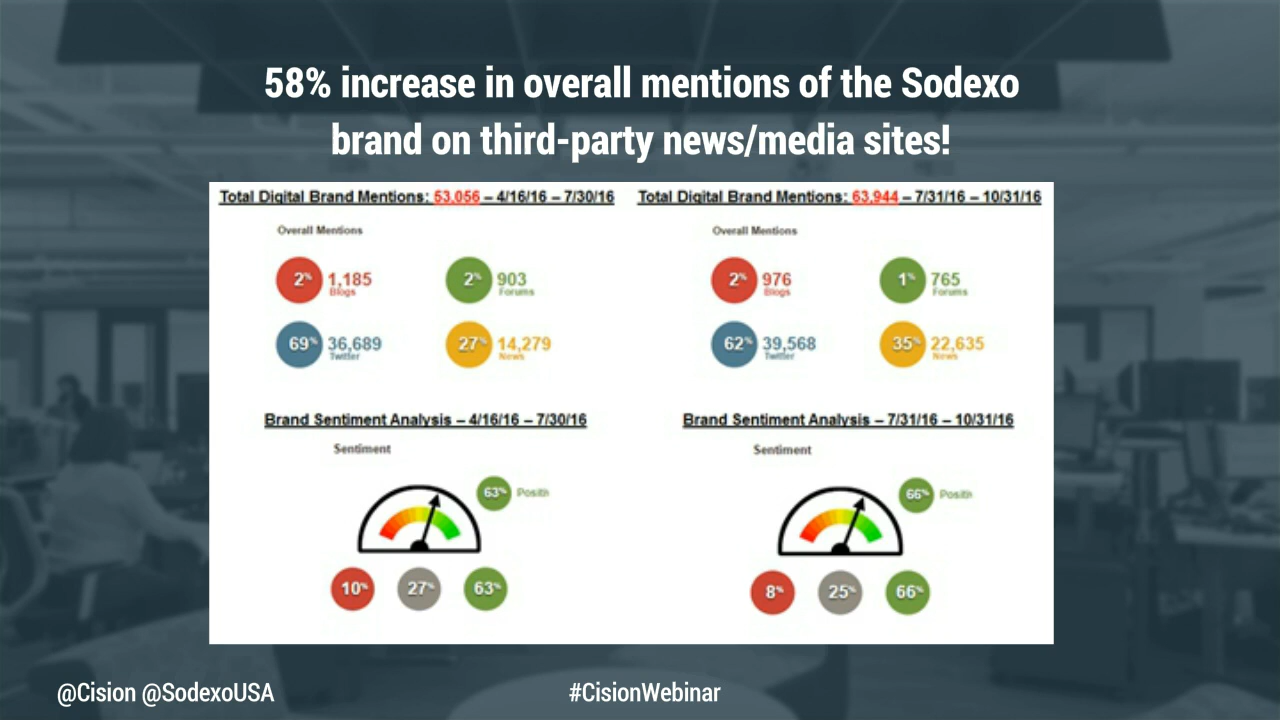 58% increase in overall mentions of the Sodexo
brand on third-party news/media sites!
Total Digital Brand Mentions: 53,056 – 4/16/16 – 7/30/16
Overall Mentions
2% 1,185 Blogs
2% 903 Forums
69% 36,689 Twitter
27% 14,279 News
Brand Sentiment Analysis – 4/16/16 – 7/30/16
Sentiment
63% Positiv
10% 27% 63%
Total Digital Brand Mentions: 63,944 – 7/31/16 – 10/31/16
Overall Mentions
2% 976 Blogs
1% 765 Forums
62% 39,568 Twitter
35% 22,635 News
Brand Sentiment Analysis – 7/31/16 – 10/31/16
Sentiment
66% Positiv
8% 25% 66%
@Cision @SodexoUSA
#CisionWebinar